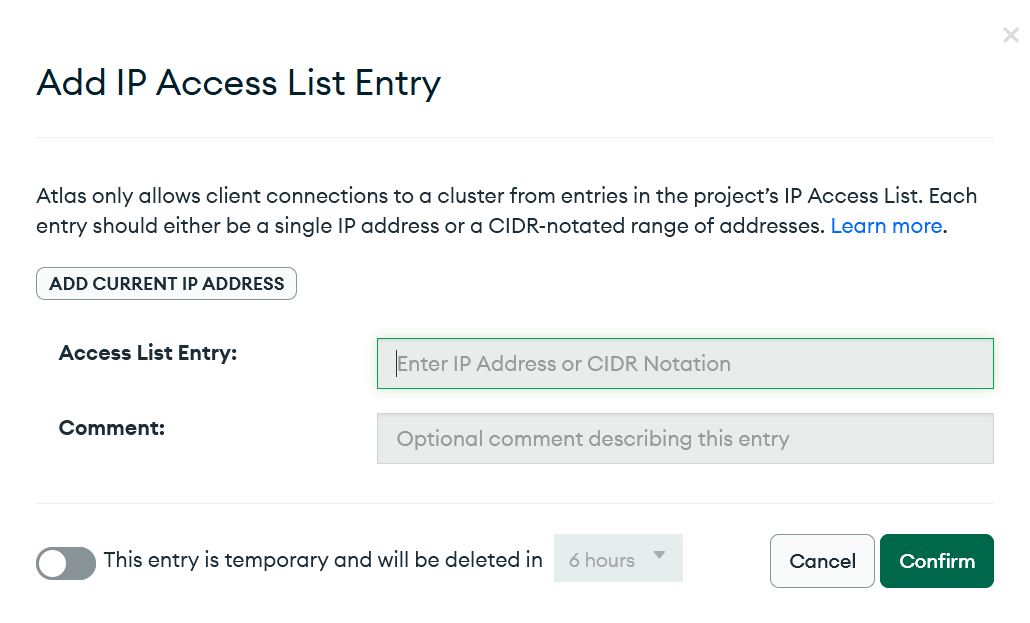 Add IP Access List Entry
Atlas only allows client connections to a cluster from entries in the project’s IP Access List. Each
entry should either be a single IP address or a CIDR-notated range of addresses. Learn more.
ADD CURRENT IP ADDRESS
Access List Entry:
Enter IP Address or CIDR Notation
Comment:
Optional comment describing this entry
This entry is temporary and will be deleted in
6 hours
Cancel
Confirm